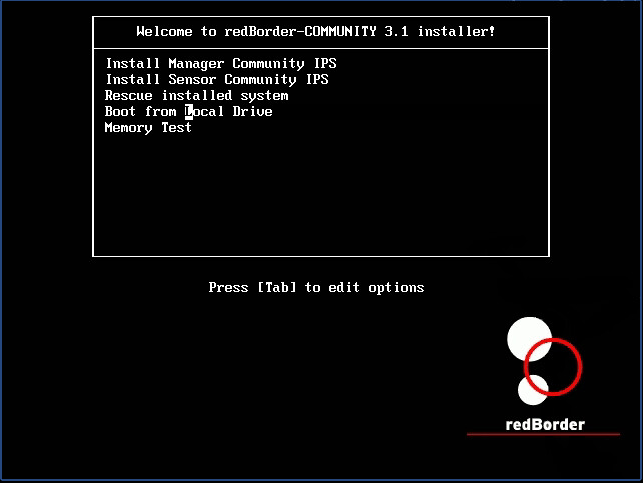 Welcome to redBorder-COMMUNITY 3.1 installer!
Install Manager Community IPS
Install Sensor Community IPS
Rescue installed system
Boot from Local Drive
Memory Test
Press [Tab] to edit options
redBorder